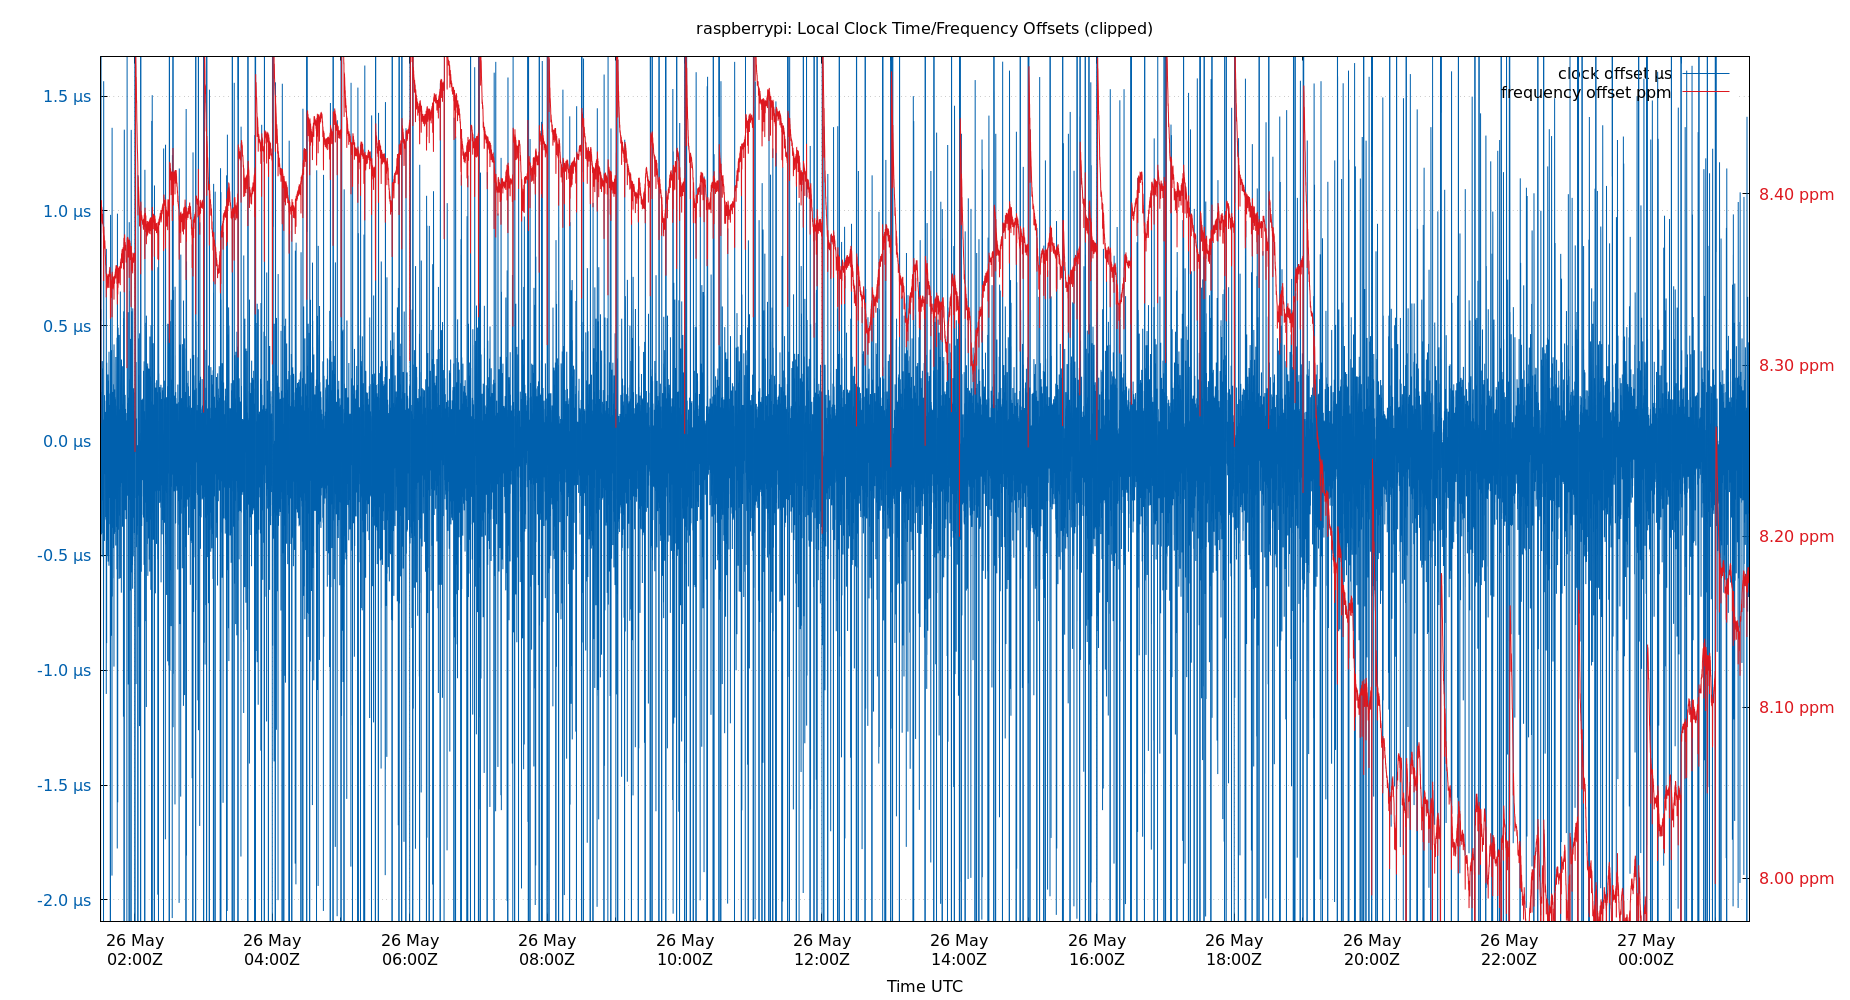 raspberrypi: Local Clock Time/Frequency Offsets (clipped)
clock offset µs
frequency offset ppm
1.5 µs
1.0 µs
0.5 µs
0.0 µs
-0.5 µs
-1.0 µs
-1.5 µs
-2.0 µs
8.40 ppm
8.30 ppm
8.20 ppm
8.10 ppm
8.00 ppm
26 May 26 May 26 May 26 May 26 May 26 May 26 May 26 May 26 May 26 May 26 May 27 May
02:00Z 04:00Z 06:00Z 08:00Z 10:00Z 12:00Z 14:00Z 16:00Z 18:00Z 20:00Z 22:00Z 00:00Z
Time UTC